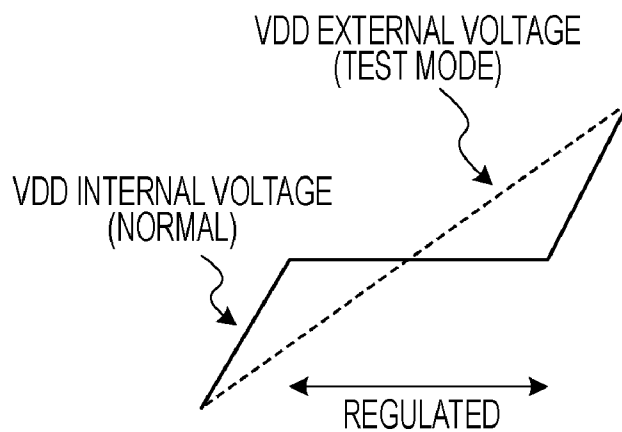 VDD EXTERNAL VOLTAGE
(TEST MODE)
VDD INTERNAL VOLTAGE
(NORMAL)
REGULATED